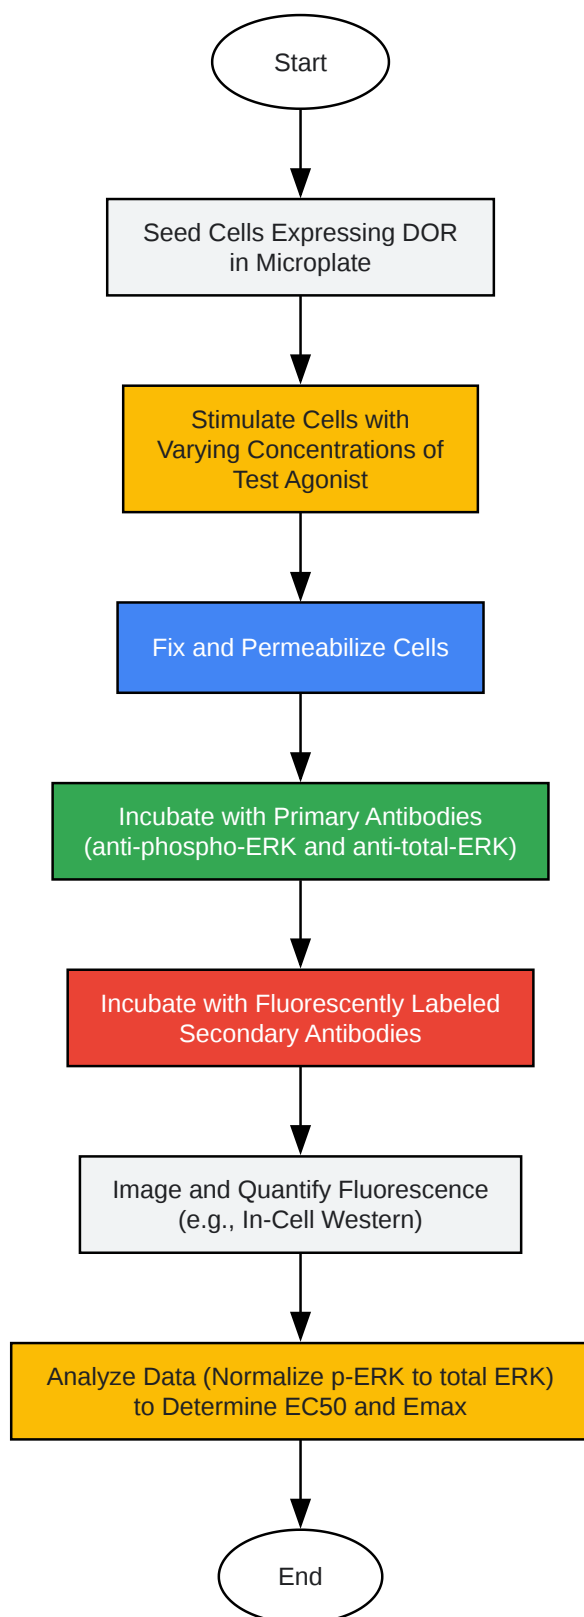 Start
Seed Cells Expressing DOR
in Microplate
Stimulate Cells with
Varying Concentrations of
Test Agonist
Fix and Permeabilize Cells
Incubate with Primary Antibodies
(anti-phospho-ERK and anti-total-ERK)
Incubate with Fluorescently Labeled
Secondary Antibodies
Image and Quantify Fluorescence
(e.g., In-Cell Western)
Analyze Data (Normalize p-ERK to total ERK)
to Determine EC50 and Emax
End